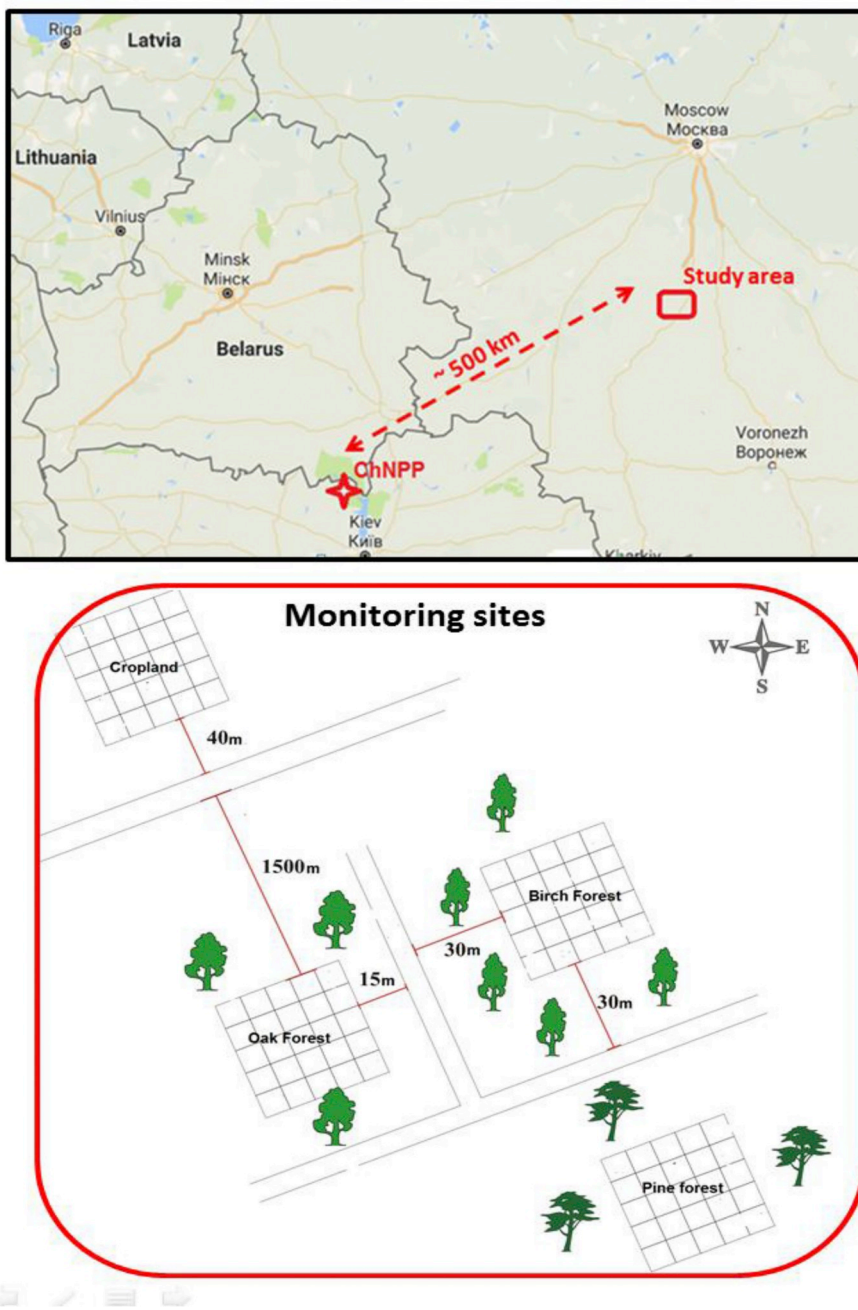 Riga
Latvia
Moscow
Москва
Lithuania
Vilnius
Minsk
Мінск
Study area
Belarus
~ 500 km
Voronezh
Воронеж
ChNPP
Kiev
Київ
Kharkiv
Monitoring sites
N
W E
S
Cropland
40m
1500m
Birch Forest
30m
15m
30m
Oak Forest
Pine forest